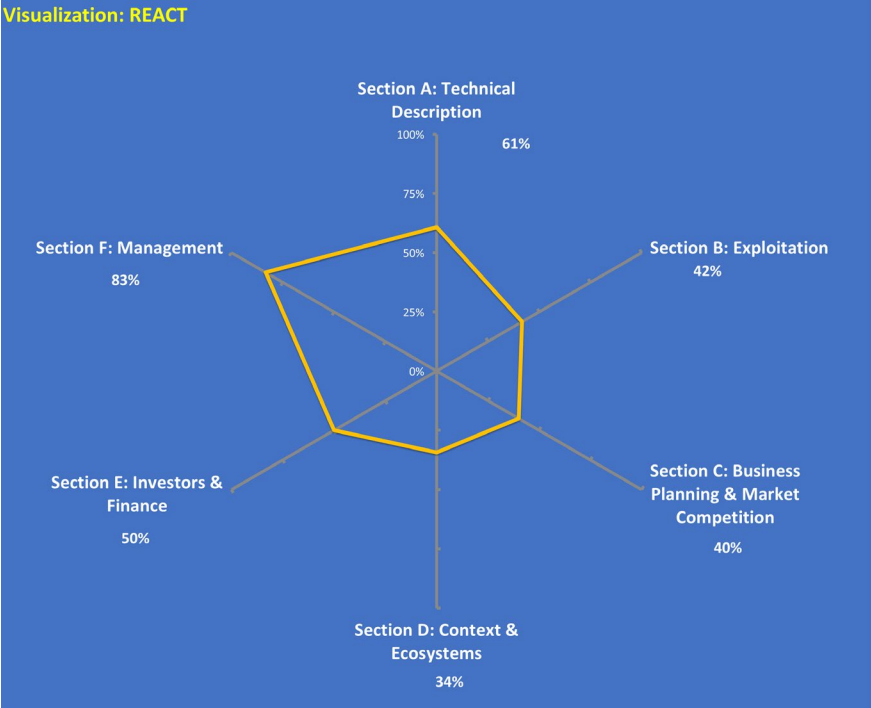 Visualization: REACT
Section A: Technical
Description
61%
100%
75%
50%
25%
0%
Section B: Exploitation
42%
Section C: Business
Planning & Market
Competition
40%
Section D: Context &
Ecosystems
34%
Section E: Investors &
Finance
50%
Section F: Management
83%